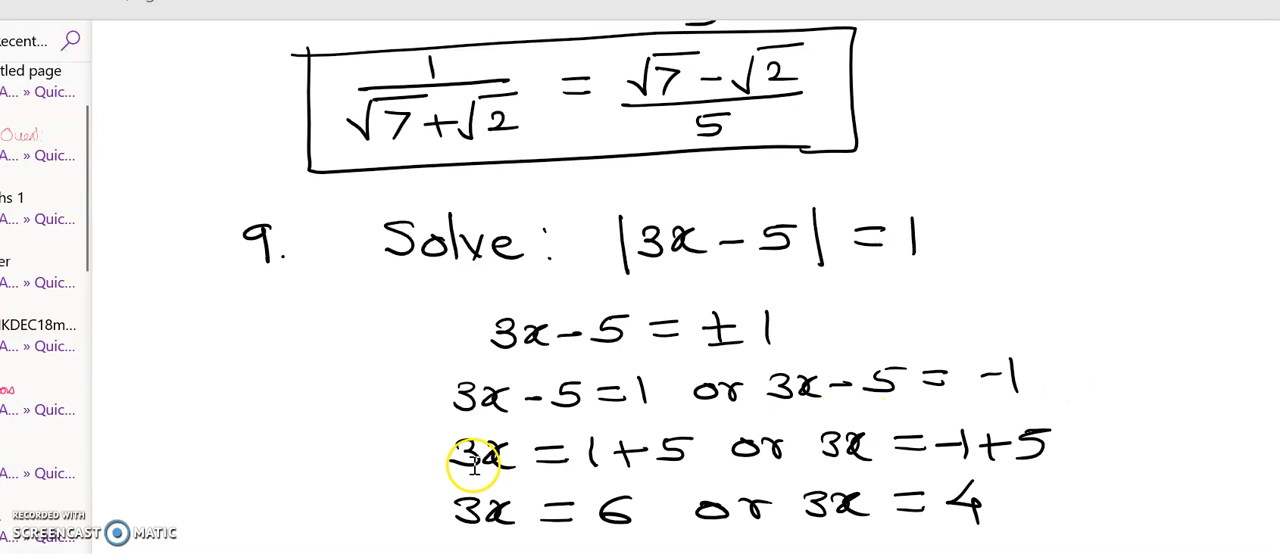 ecent...
tled page
A... » Quic...
1/(√7+√2) = (√7-√2)/5
A... » Quic...
hs 1
A... » Quic...
9. Solve: |3x-5| = 1
er
A... » Quic...
3x-5 = ±1
KDEC18m...
A... » Quic...
3x-5=1 or 3x-5 = -1
A... » Quic...
3x = 1+5 or 3x = -1+5
A... » Quic...
3x = 6 or 3x = 4
RECORDED WITH
SCREENCAST MATIC